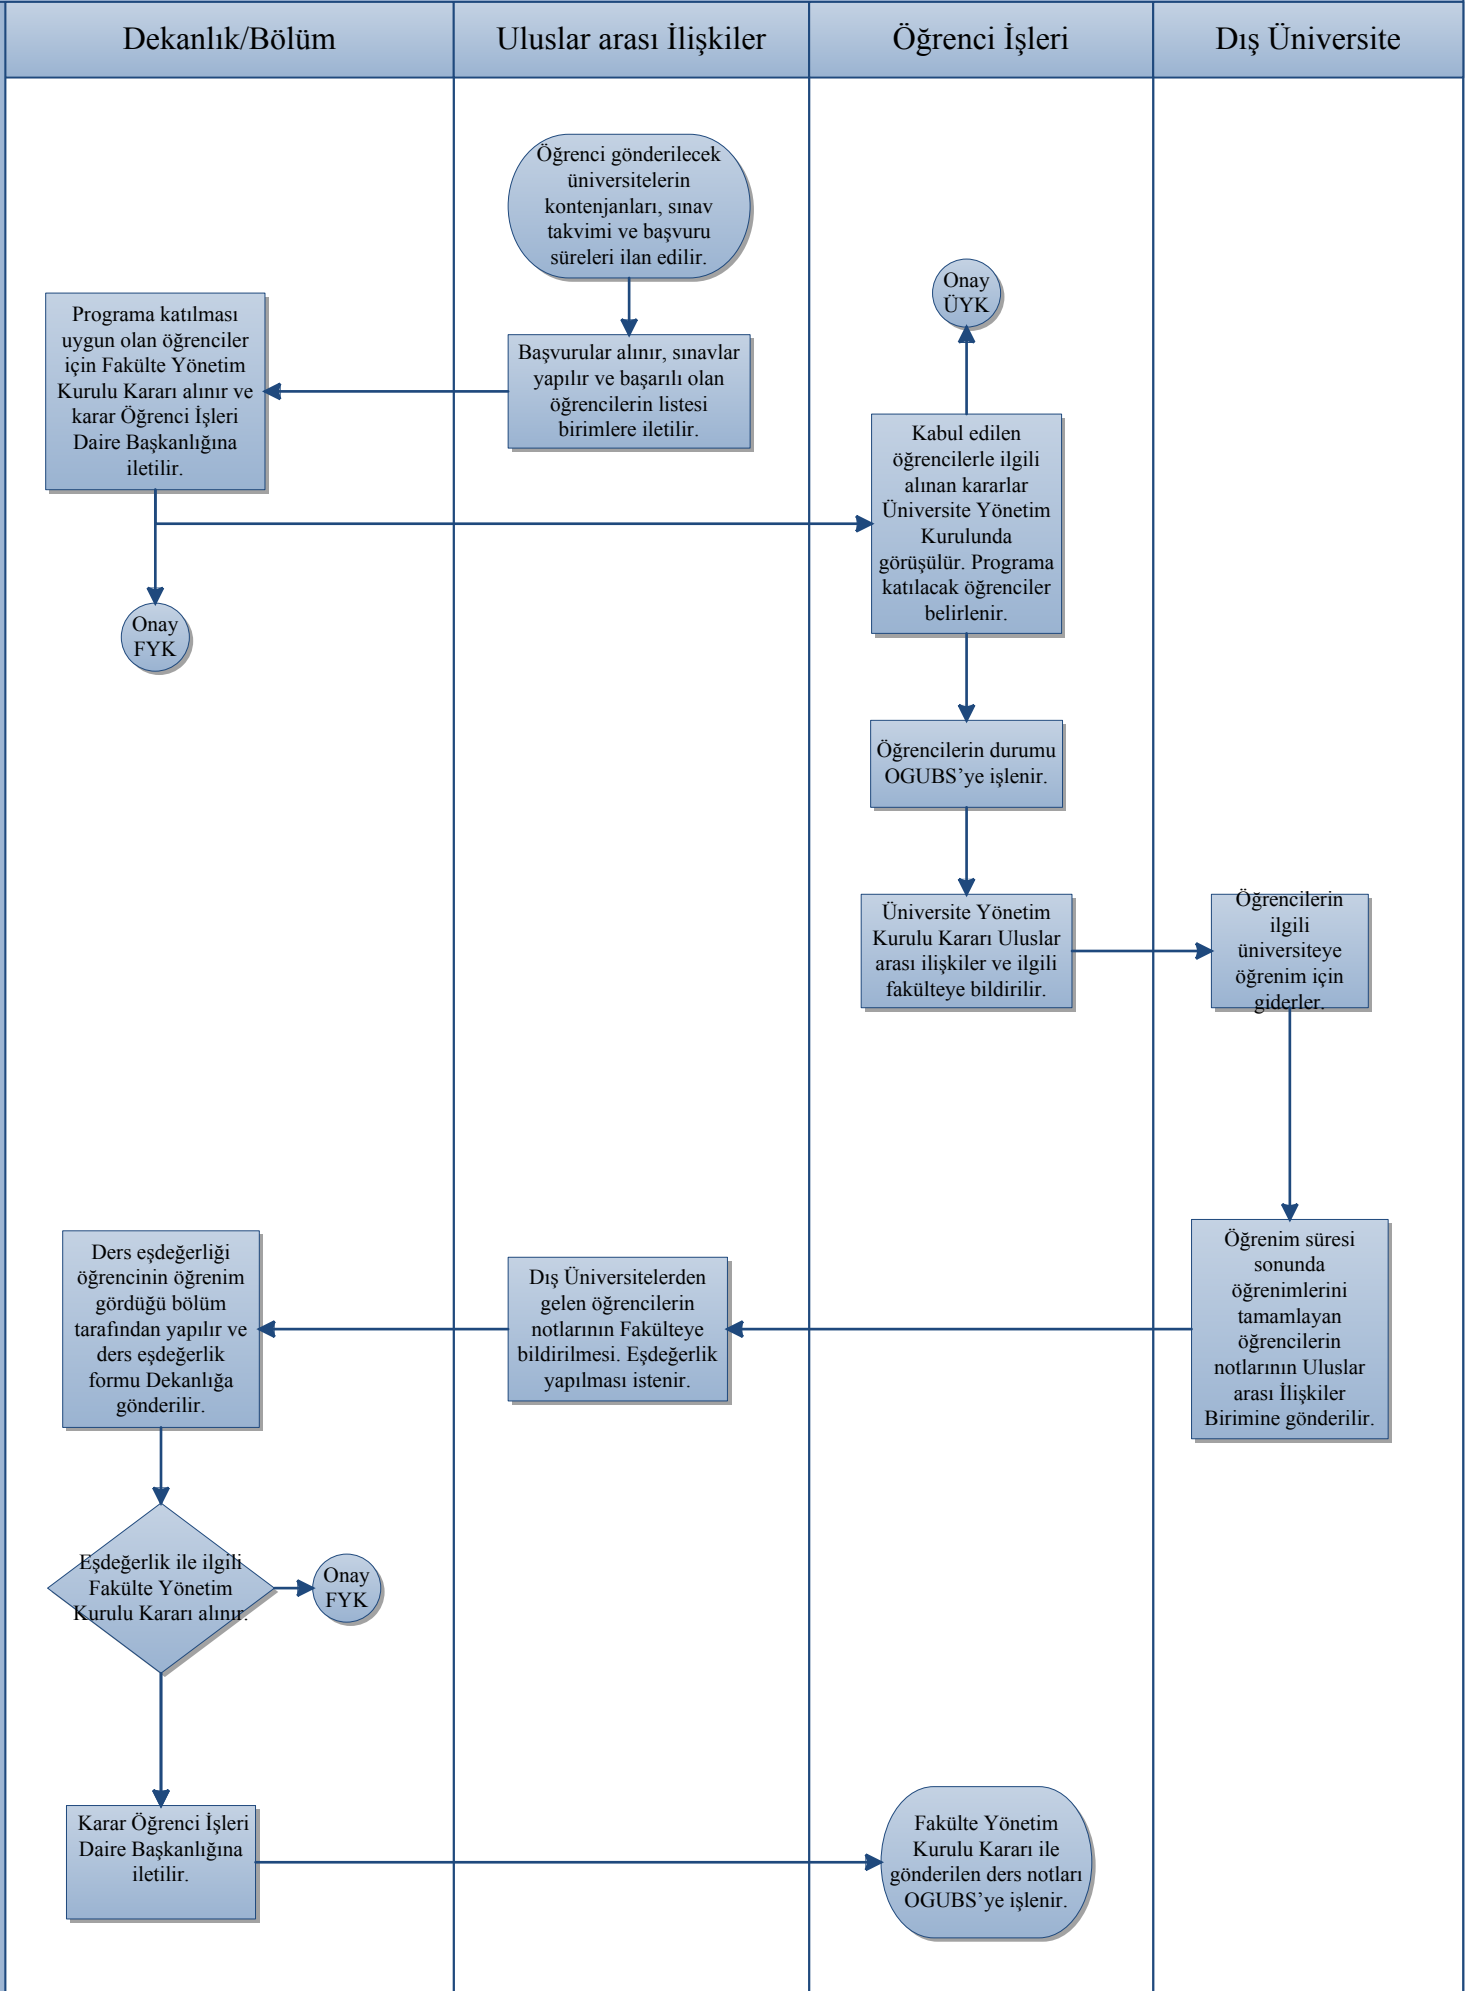 Dekanlık/Bölüm
Uluslar arası İlişkiler
Öğrenci İşleri
Dış Üniversite
Öğrenci gönderilecek
üniversitelerin
kontenjanları, sınav
takvimi ve başvuru
süreleri ilan edilir.
Başvurular alınır, sınavlar
yapılır ve başarılı olan
öğrencilerin listesi
birimlere iletilir.
Programa katılması
uygun olan öğrenciler
için Fakülte Yönetim
Kurulu Kararı alınır ve
karar Öğrenci İşleri
Daire Başkanlığına
iletilir.
Onay
FYK
Onay
ÜYK
Kabul edilen
öğrencilerle ilgili
alınan kararlar
Üniversite Yönetim
Kurulunda
görüşülür. Programa
katılacak öğrenciler
belirlenir.
Öğrencilerin durumu
OGUBS’ye işlenir.
Üniversite Yönetim
Kurulu Kararı Uluslar
arası ilişkiler ve ilgili
fakülteye bildirilir.
Öğrencilerin
ilgili
üniversiteye
öğrenim için
giderler.
Öğrenim süresi
sonunda
öğrenimlerini
tamamlayan
öğrencilerin
notlarının Uluslar
arası İlişkiler
Birimine gönderilir.
Dış Üniversitelerden
gelen öğrencilerin
notlarının Fakülteye
bildirilmesi. Eşdeğerlik
yapılması istenir.
Ders eşdeğerliği
öğrencinin öğrenim
gördüğü bölüm
tarafından yapılır ve
ders eşdeğerlik
formu Dekanlığa
gönderilir.
Eşdeğerlik ile ilgili
Fakülte Yönetim
Kurulu Kararı alınır.
Onay
FYK
Karar Öğrenci İşleri
Daire Başkanlığına
iletilir.
Fakülte Yönetim
Kurulu Kararı ile
gönderilen ders notları
OGUBS’ye işlenir.